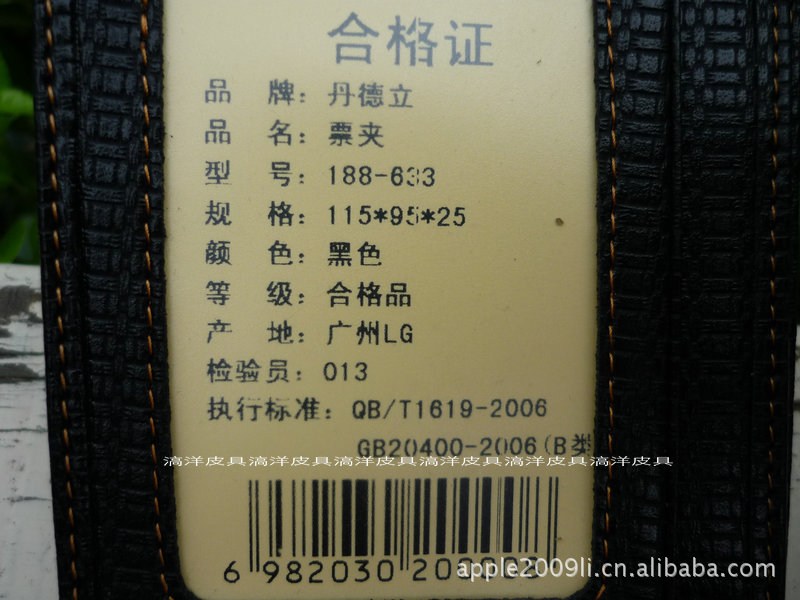 合格证
品 牌：丹德立
品 名：票夹
型 号：188-633
规 格：115*95*25
颜 色：黑色
等 级：合格品
产 地：广州LG
检验员：013
执行标准：QB/T1619-2006
GB20400-2006(B类
滈洋皮具滈洋皮具滈洋皮具滈洋皮具滈洋皮具滈洋皮具
6 982030 200
apple2009li.cn.alibaba.com